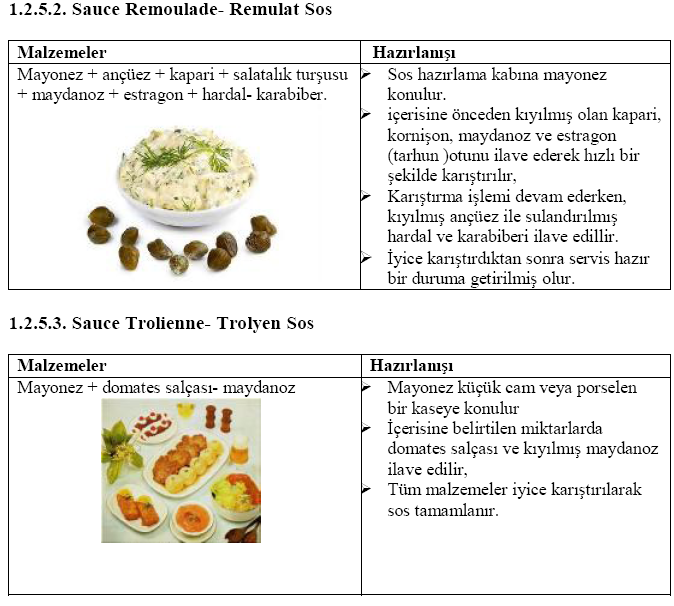 1.2.5.2. Sauce Remoulade- Remulat Sos
Malzemeler
Mayonez + ançüez + kapari + salatalık turşusu
+ maydanoz + estragon + hardal- karabiber.
Hazırlanışı
➢ Sos hazırlama kabına mayonez
konulur.
➢ içerisine önceden kıyılmış olan kapari,
kornişon, maydanoz ve estragon
(tarhun )otunu ilave ederek hızlı bir
şekilde karıştırılır,
➢ Karıştırma işlemi devam ederken,
kıyılmış ançüez ile sulandırılmış
hardal ve karabiberi ilave edillir.
➢ İyice karıştırdıktan sonra servis hazır
bir duruma getirilmiş olur.
1.2.5.3. Sauce Trolienne- Trolyen Sos
Malzemeler
Mayonez + domates salçası- maydanoz
Hazırlanışı
➢ Mayonez küçük cam veya porselen
bir kaseye konulur
➢ İçerisine belirtilen miktarlarda
domates salçası ve kıyılmış maydanoz
ilave edilir,
➢ Tüm malzemeler iyice karıştırılarak
sos tamamlanır.